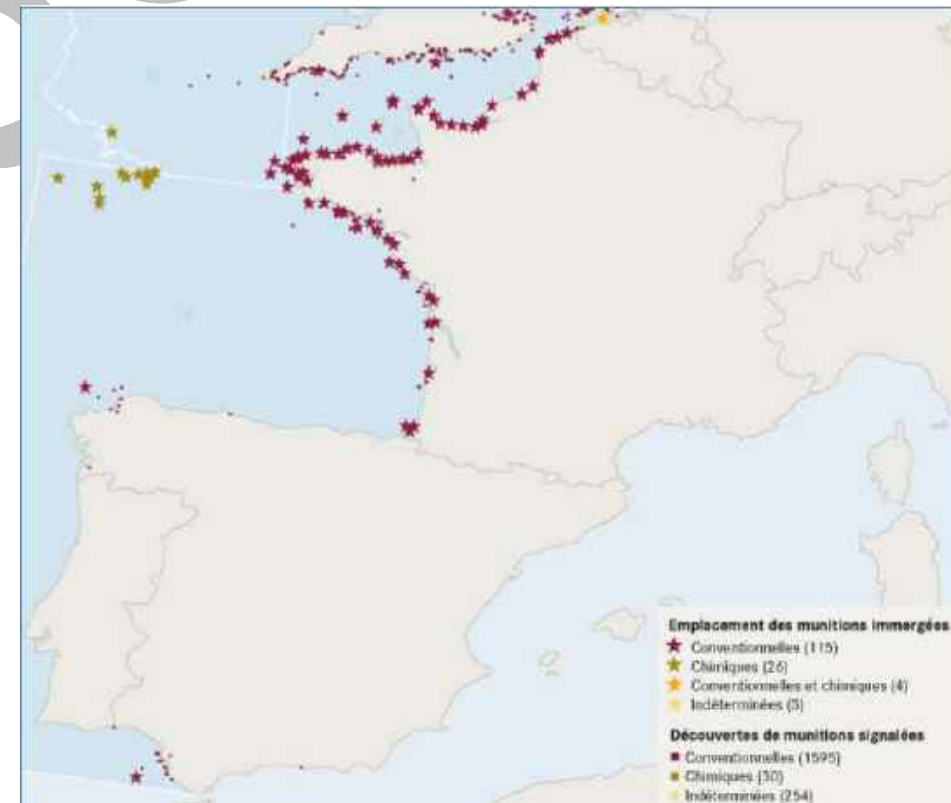 Emplacement des munitions immergées
Conventionnelles (115)
Chimiques (26)
Conventionnelles et chimiques (4)
Indéterminées (3)
Découvertes de munitions signalées
Conventionnelles (1595)
Chimiques (30)
Indéterminées (254)